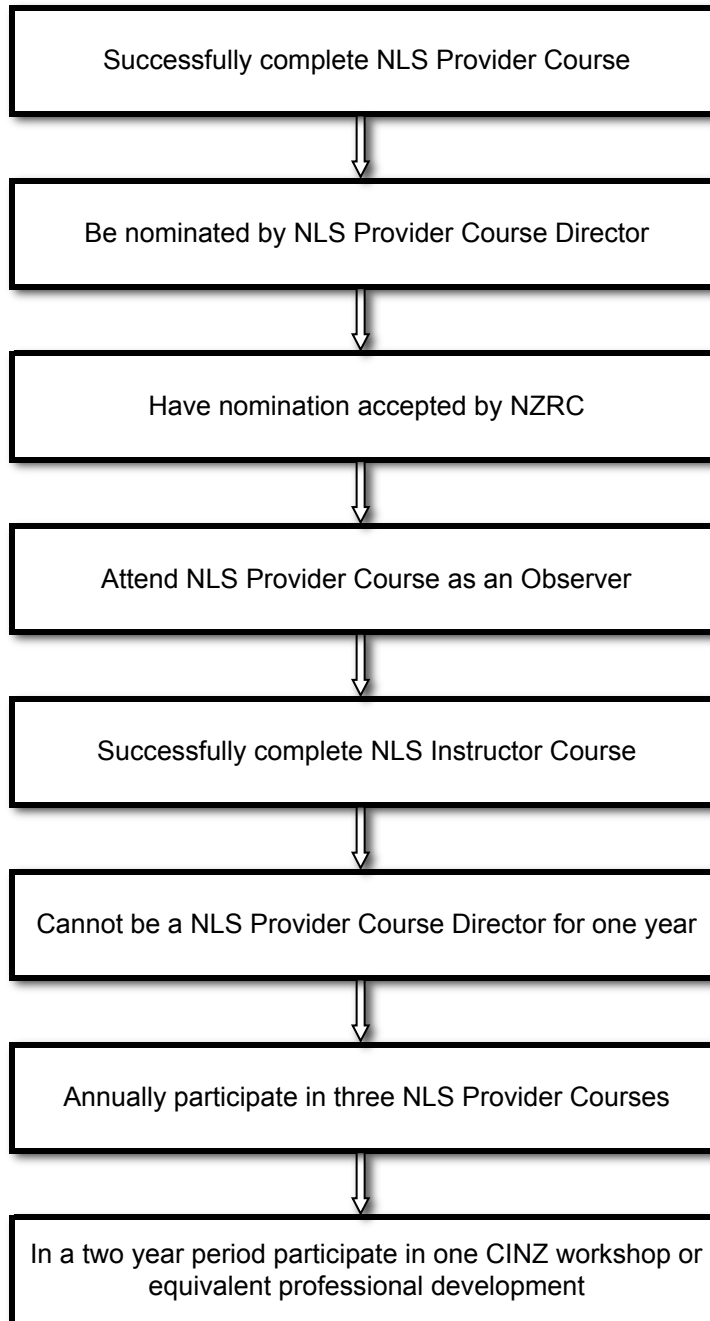 Successfully complete NLS Provider Course
Be nominated by NLS Provider Course Director
Have nomination accepted by NZRC
Attend NLS Provider Course as an Observer
Successfully complete NLS Instructor Course
Cannot be a NLS Provider Course Director for one year
Annually participate in three NLS Provider Courses
In a two year period participate in one CINZ workshop or
equivalent professional development